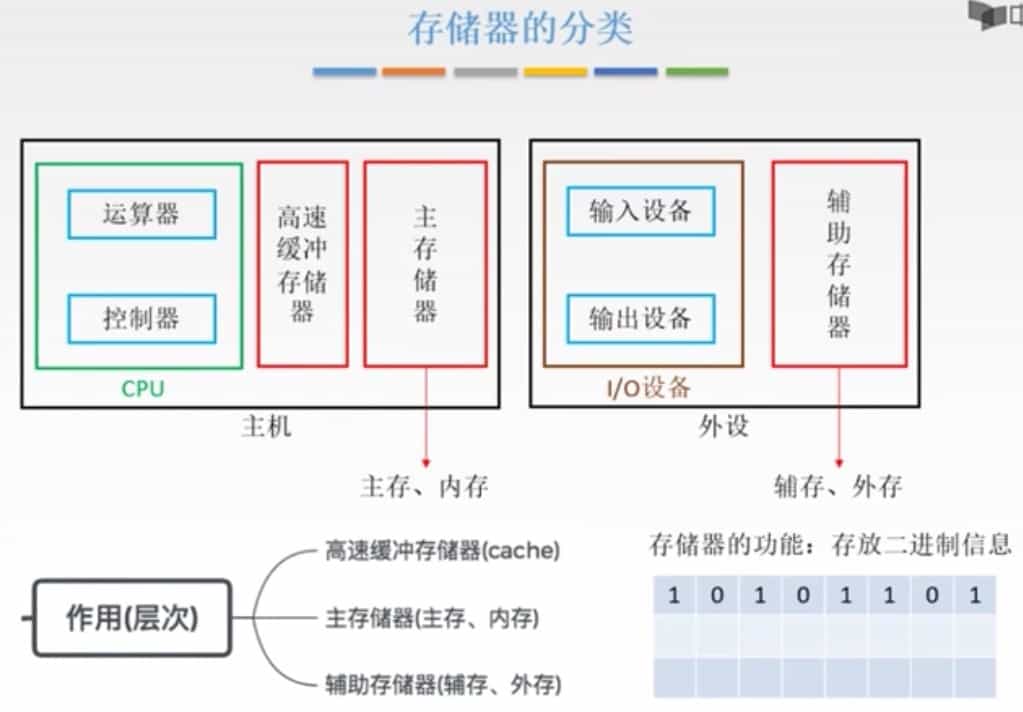 存储器的分类
运算器
控制器
CPU
高速
缓冲
存储
器
主
存
储
器
主机
输入设备
输出设备
I/O设备
辅
助
存
储
器
外设
主存、内存
辅存、外存
作用(层次)
高速缓冲存储器(cache)
主存储器(主存、内存)
辅助存储器(辅存、外存)
存储器的功能：存放二进制信息
1 0 1 0 1 1 0 1